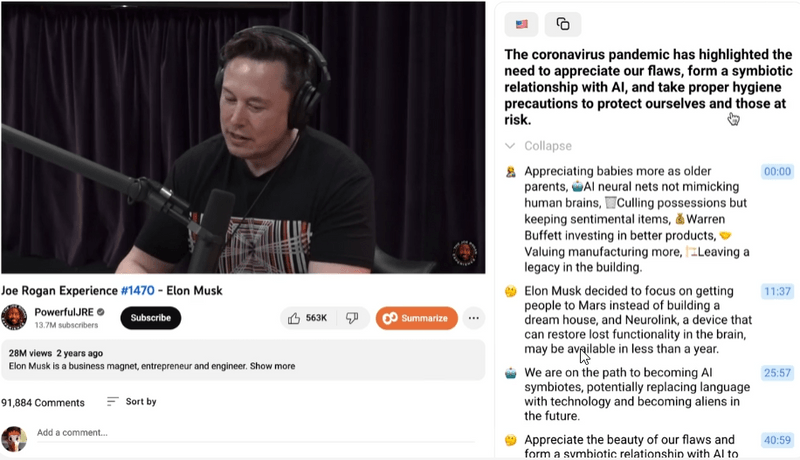 The coronavirus pandemic has highlighted the
need to appreciate our flaws, form a symbiotic
relationship with AI, and take proper hygiene
precautions to protect ourselves and those at
risk.
Collapse
Appreciating babies more as older
00:00
parents, 🤖AI neural nets not mimicking
human brains, 🗑️Culling possessions but
keeping sentimental items, 💰Warren
Buffett investing in better products, 🤝
Valuing manufacturing more, 🏗️Leaving a
legacy in the building.
Elon Musk decided to focus on getting
11:37
people to Mars instead of building a
dream house, and Neurolink, a device that
can restore lost functionality in the brain,
may be available in less than a year.
We are on the path to becoming AI
25:57
symbiotes, potentially replacing language
with technology and becoming aliens in
the future.
Appreciate the beauty of our flaws and
40:59
form a symbiotic relationship with AI to
Joe Rogan Experience #1470 - Elon Musk
PowerfulJRE
13.7M subscribers
Subscribe
563K
Summarize
28M views 2 years ago
Elon Musk is a business magnet, entrepreneur and engineer. Show more
91,884 Comments
Sort by
Add a comment...